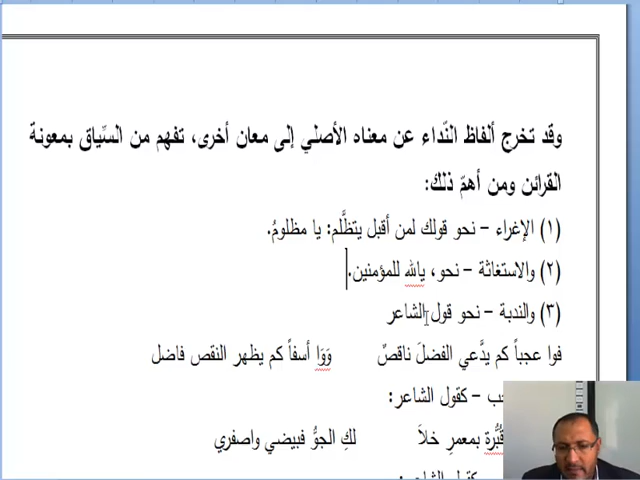 وقد تخرج ألفاظ النّداء عن معناه الأصلي إلى معان أخرى، تفهم من السِّياق بمعونة
القرائن ومن أهمّ ذلك:
(١) الإغراء – نحو قولك لمن أقبل يتظَّلم: يا مظلومُ.
(٢) والاستغاثة – نحو، يالله للمؤمنين.
(٣) والندبة – نحو قول الشاعر
فوا عجباً كم يدَّعي الفضلَ ناقصٌ وَوَا أسفاً كم يظهر النقص فاضل
كقول الشاعر:
قُبُّرة بمعمرِ خلاَ لكِ الجوُّ فبيضي واصفري